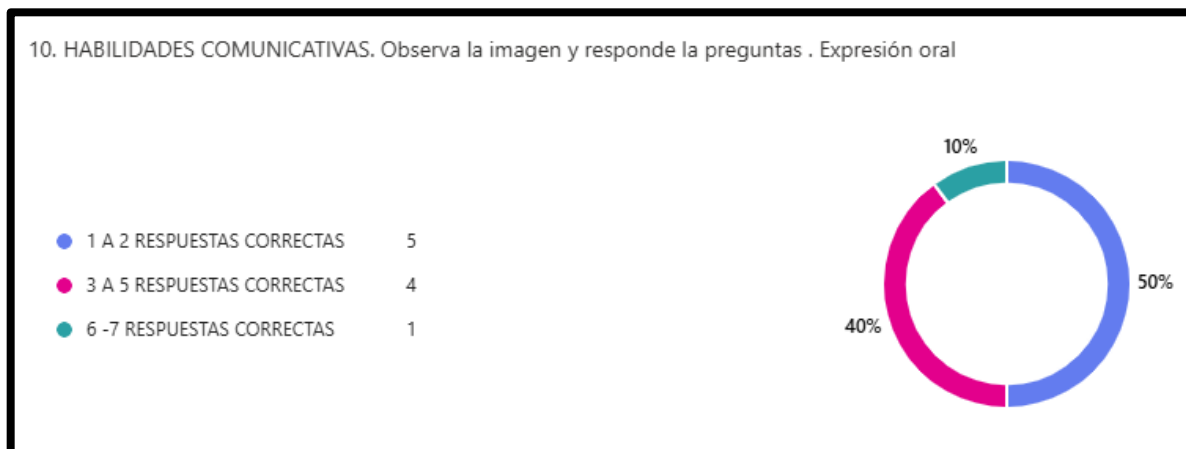 10. HABILIDADES COMUNICATIVAS. Observa la imagen y responde la preguntas . Expresión oral
1 A 2 RESPUESTAS CORRECTAS 5
3 A 5 RESPUESTAS CORRECTAS 4
6 -7 RESPUESTAS CORRECTAS 1
10%
50%
40%